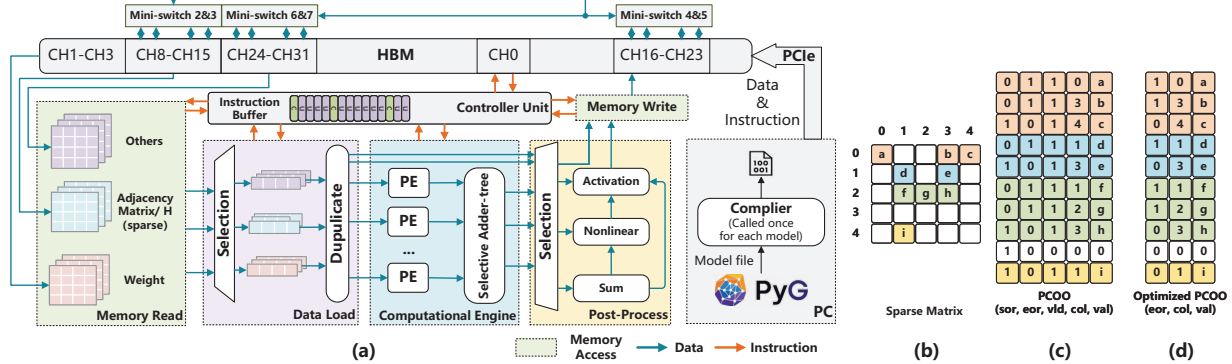 Mini-switch 2&3
Mini-switch 6&7
Mini-switch 4&5
CH1-CH3
CH8-CH15
CH24-CH31
HBM
CH0
CH16-CH23
PCIe
Data
&
Instruction
Instruction
Buffer
C U U U U C U U U U U U C U U
Controller Unit
Memory Write
Others
Adjacency
Matrix/ H
(sparse)
Weight
Memory Read
Selection
Dupulicate
Data Load
PE
PE
...
PE
Selective Adder-tree
Computational Engine
Selection
Activation
Nonlinear
Sum
Post-Process
100
001
Complier
(Called once
for each model)
Model file
PyG
PC
(a)
Memory
Access
Data
Instruction
0 1 2 3 4
0 a b c
1 d e
2 f g h
3
4 i
Sparse Matrix
(b)
0 1 1 0 a
0 1 1 3 b
1 0 1 4 c
0 1 1 1 d
1 0 1 3 e
0 1 1 1 f
0 1 1 2 g
1 0 1 3 h
1 0 0 0 0
1 0 1 1 i
PCOO
(sor, eor, vld, col, val)
(c)
1 0 a
1 3 b
0 4 c
1 1 d
0 3 e
1 1 f
1 2 g
0 3 h
0 0 0
0 1 i
Optimized PCOO
(eor, col, val)
(d)